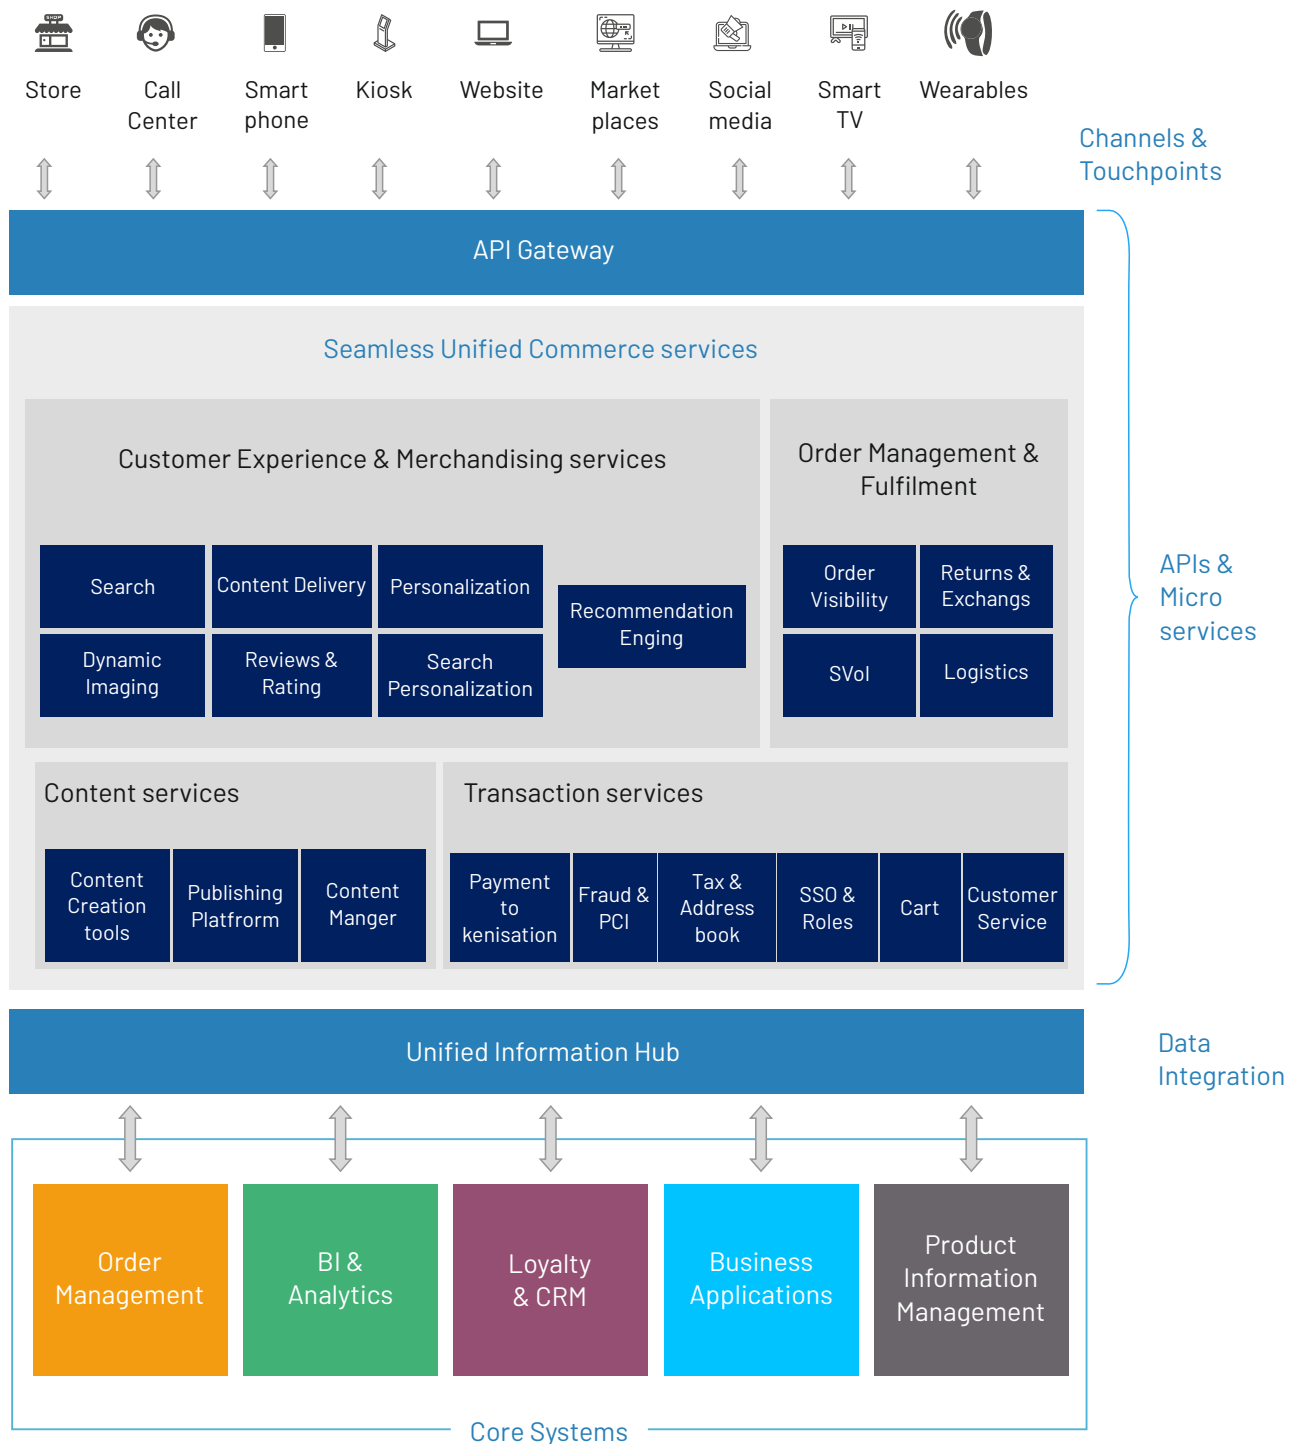 SHOP
Store
Call
Center
Smart
phone
Kiosk
Website
Market
places
Social
media
Smart
TV
Wearables
Channels &
Touchpoints
API Gateway
Seamless Unified Commerce services
Customer Experience & Merchandising services
Search
Content Delivery
Personalization
Dynamic
Imaging
Reviews &
Rating
Search
Personalization
Recommendation
Enging
Order Management &
Fulfilment
Order
Visibility
Returns &
Exchangs
SVoI
Logistics
APIs &
Micro
services
Content services
Content
Creation
tools
Publishing
Platfrorm
Content
Manger
Transaction services
Payment
to
kenisation
Fraud &
PCI
Tax &
Address
book
SSO &
Roles
Cart
Customer
Service
Unified Information Hub
Data
Integration
Order
Management
BI &
Analytics
Loyalty
& CRM
Business
Applications
Product
Information
Management
Core Systems